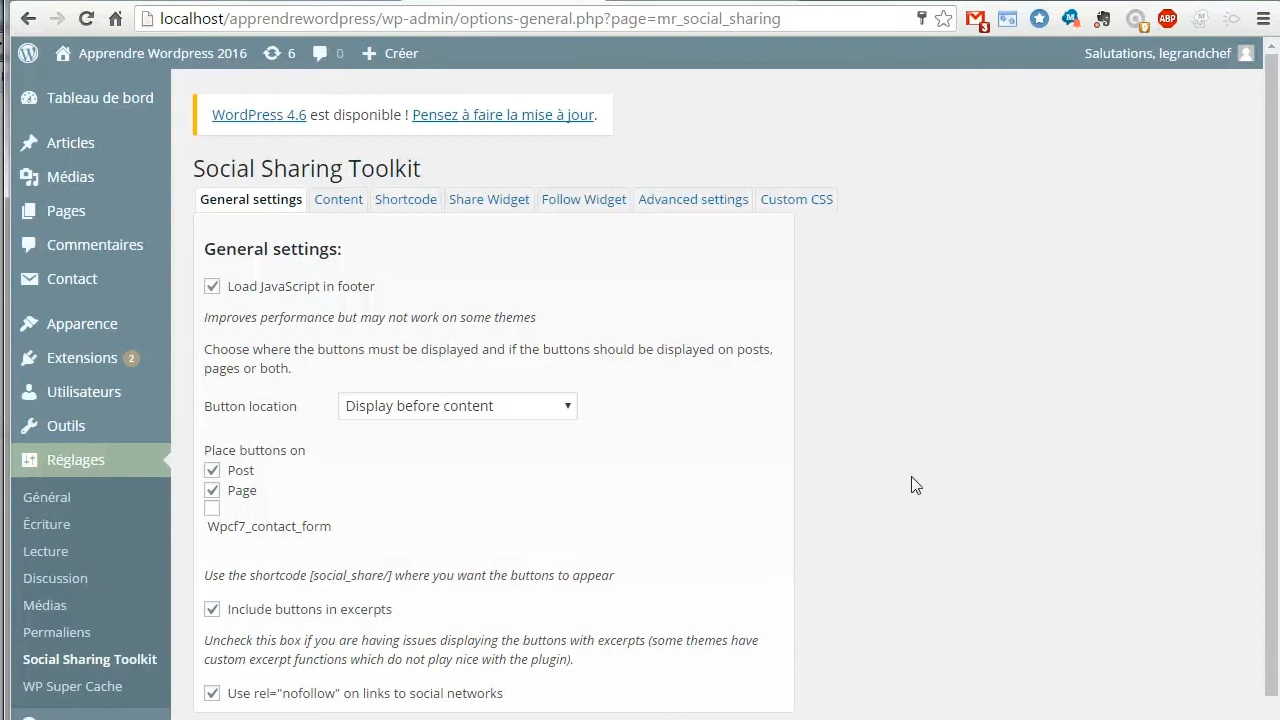 localhost/apprendrewordpress/wp-admin/options-general.php?page=mr_social_sharing
3
9
ABP
Apprendre Wordpress 2016 6 0 Créer Salutations, legrandchef
Tableau de bord
Articles
Médias
Pages
Commentaires
Contact
Apparence
Extensions 2
Utilisateurs
Outils
Réglages
Général
Écriture
Lecture
Discussion
Médias
Permaliens
Social Sharing Toolkit
WP Super Cache
WordPress 4.6 est disponible ! Pensez à faire la mise à jour.
Social Sharing Toolkit
General settings Content Shortcode Share Widget Follow Widget Advanced settings Custom CSS
General settings:
Load JavaScript in footer
Improves performance but may not work on some themes
Choose where the buttons must be displayed and if the buttons should be displayed on posts,
pages or both.
Button location Display before content
Place buttons on
Post
Page
Wpcf7_contact_form
Use the shortcode [social_share/] where you want the buttons to appear
Include buttons in excerpts
Uncheck this box if you are having issues displaying the buttons with excerpts (some themes have
custom excerpt functions which do not play nice with the plugin).
Use rel="nofollow" on links to social networks